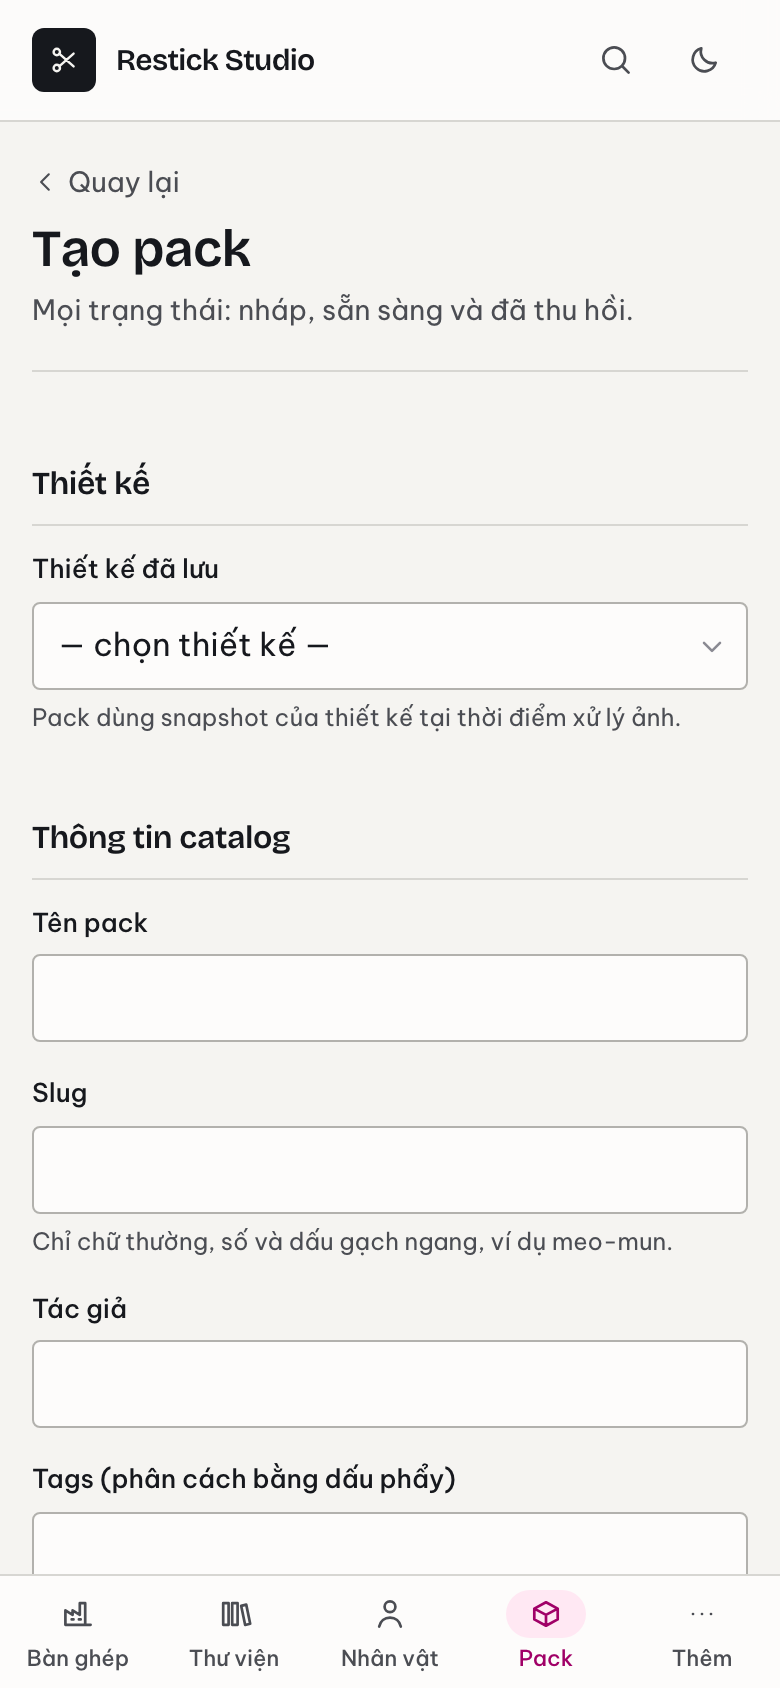 Restick Studio
Quay lại
Tạo pack
Mọi trạng thái: nháp, sẵn sàng và đã thu hồi.
Thiết kế
Thiết kế đã lưu
— chọn thiết kế —
Pack dùng snapshot của thiết kế tại thời điểm xử lý ảnh.
Thông tin catalog
Tên pack
Slug
Chỉ chữ thường, số và dấu gạch ngang, ví dụ meo-mun.
Tác giả
Tags (phân cách bằng dấu phẩy)
Bàn ghép Thư viện Nhân vật Pack Thêm